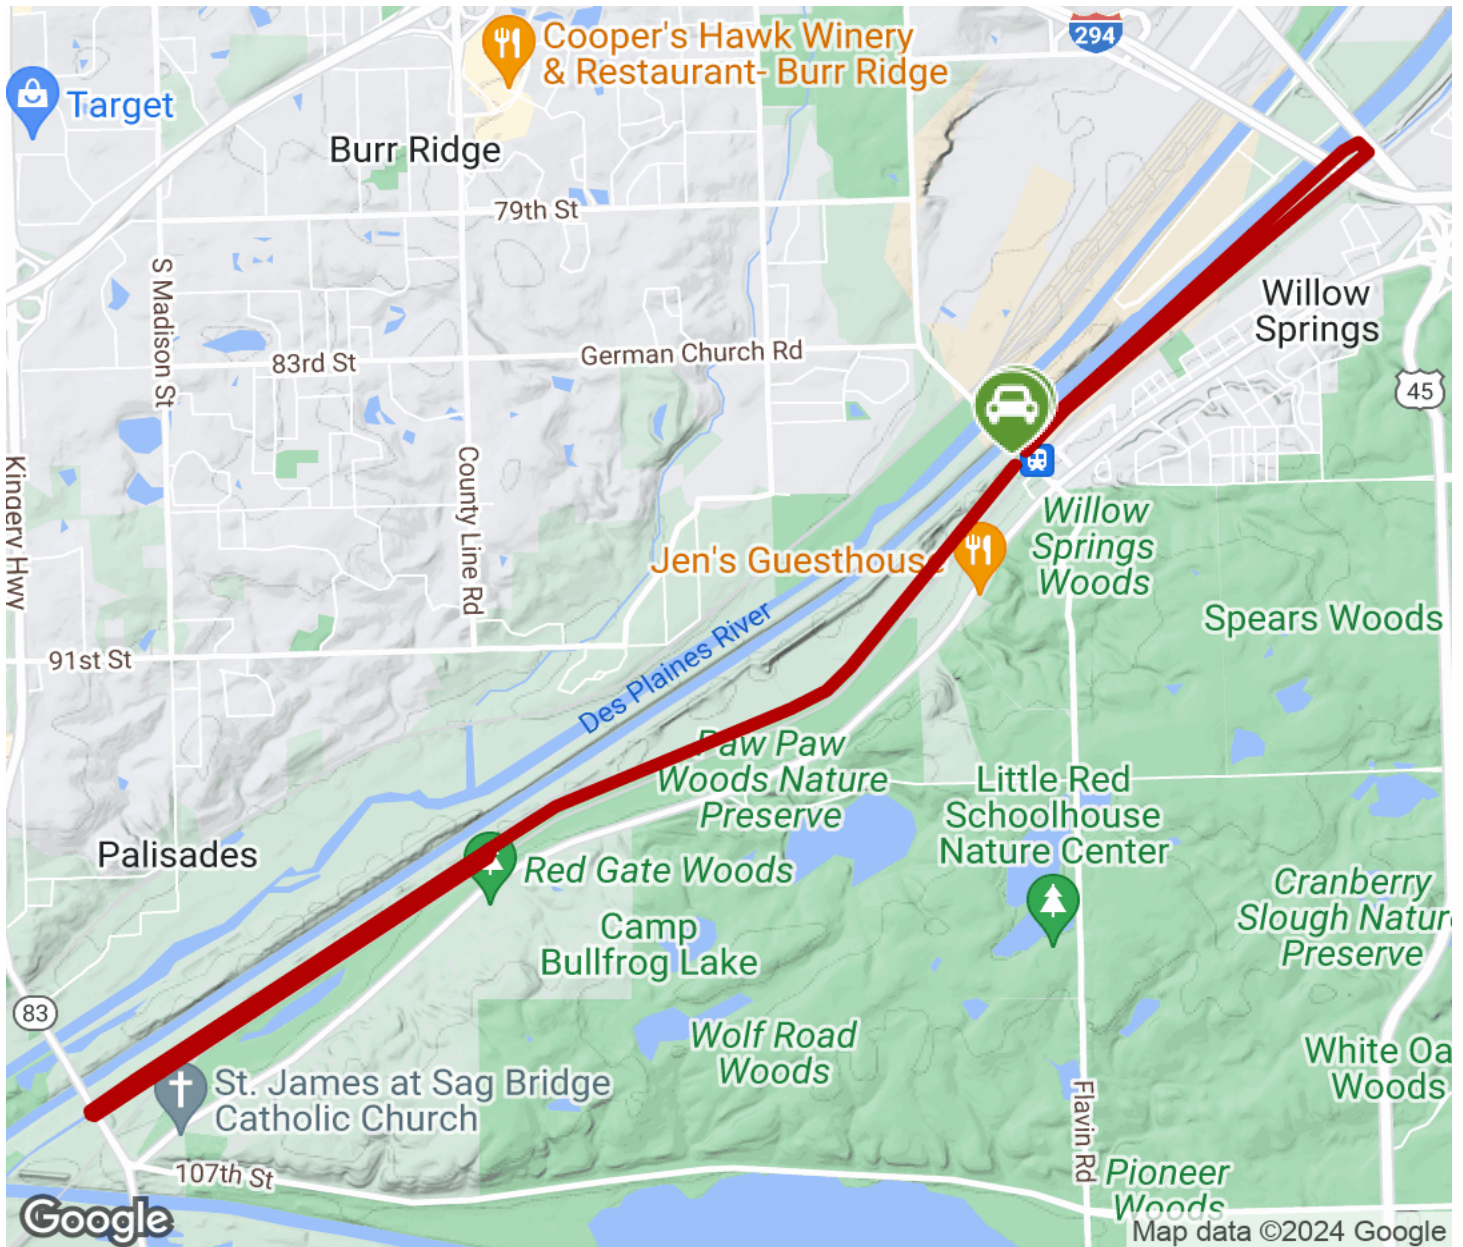 Cooper's Hawk Winery
& Restaurant- Burr Ridge
294
Target
Burr Ridge
79th St
S Madison St
Willow
Springs
83rd St
German Church Rd
45
Kingery Hwy
County Line Rd
Willow
Springs
Woods
Jen's Guesthouse
Spears Woods
91st St
Des Plaines River
Paw Paw
Woods Nature
Preserve
Little Red
Schoolhouse
Nature Center
Palisades
Red Gate Woods
Cranberry
Slough Natur
Preserve
Camp
Bullfrog Lake
83
Wolf Road
Woods
White Oa
Woods
St. James at Sag Bridge
Catholic Church
Flavin Rd
107th St
Pioneer
Woods
Google
Map data ©2024 Google